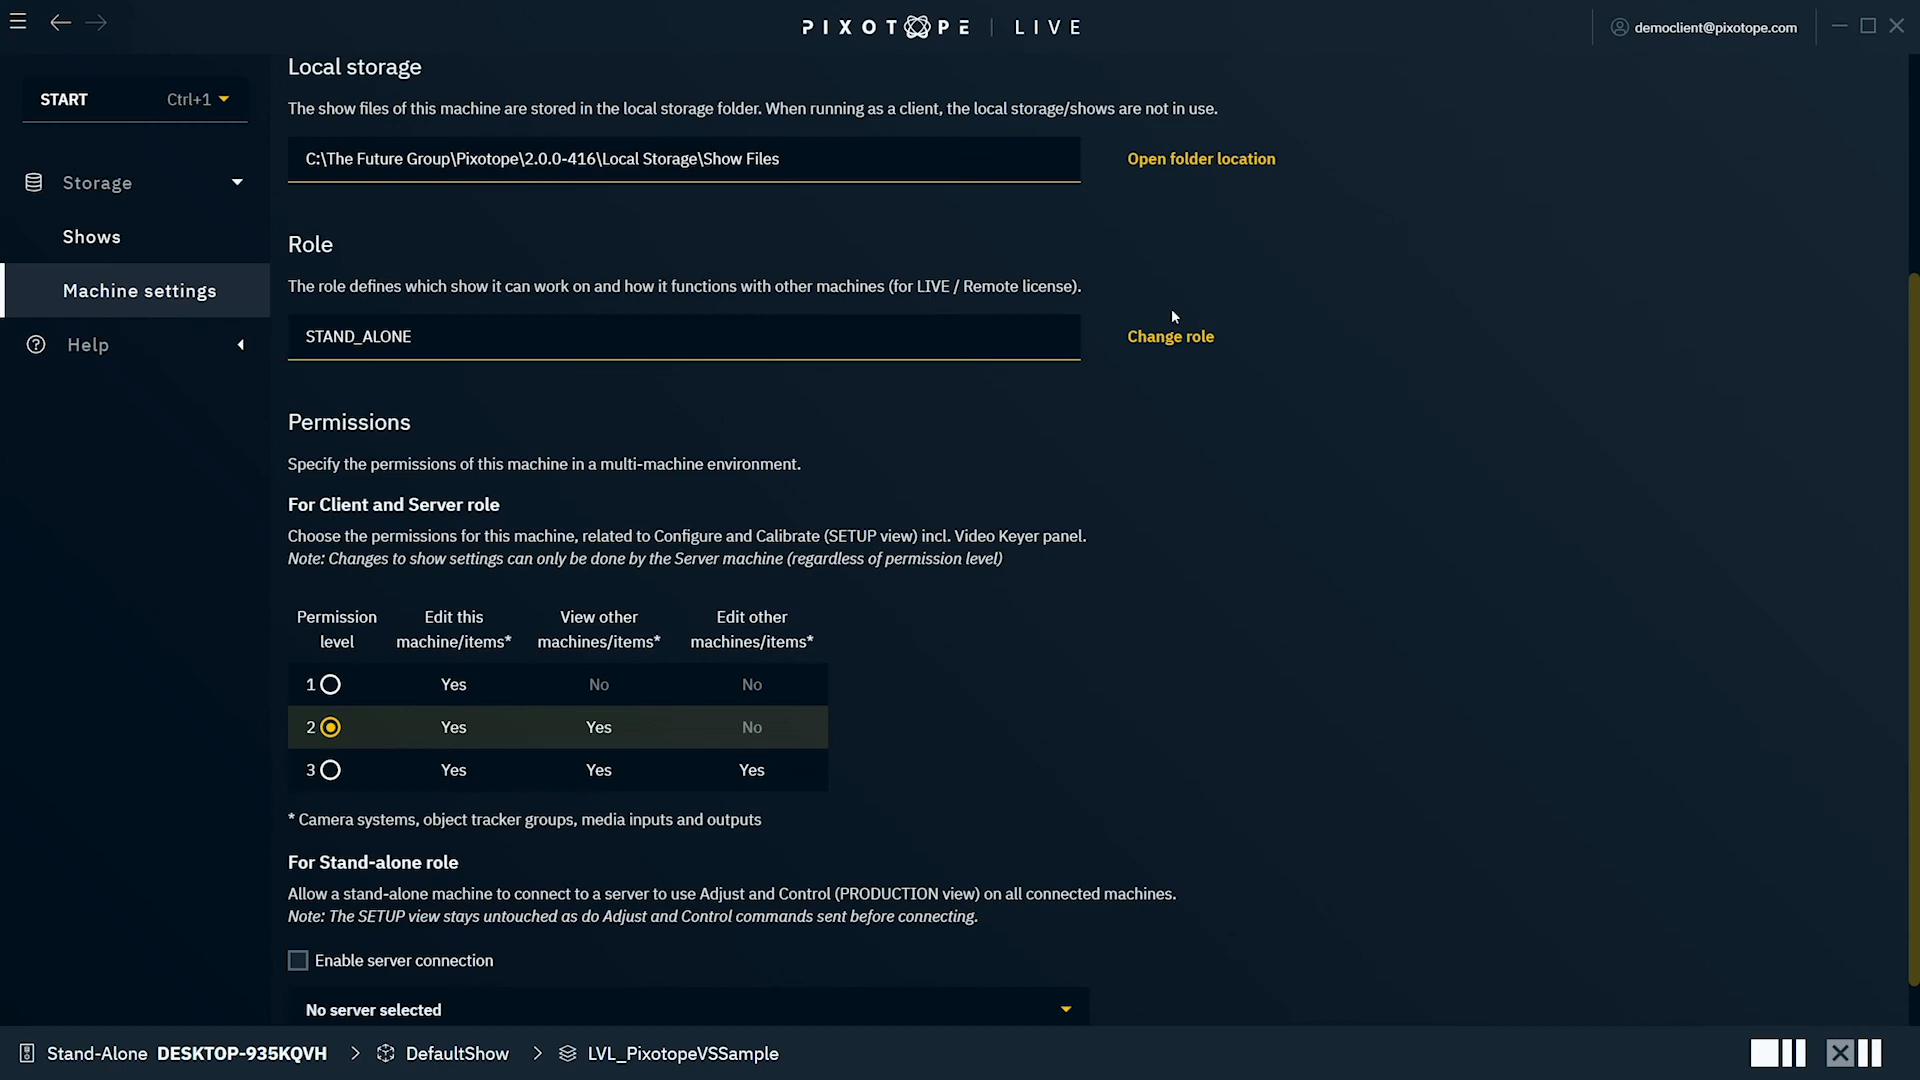 PIXOTOPE | LIVE
democlient@pixotope.com
START Ctrl+1
Storage
Shows
Machine settings
Help
Local storage
The show files of this machine are stored in the local storage folder. When running as a client, the local storage/shows are not in use.
C:\The Future Group\Pixotope\2.0.0-416\Local Storage\Show Files
Open folder location
Role
The role defines which show it can work on and how it functions with other machines (for LIVE / Remote license).
STAND_ALONE
Change role
Permissions
Specify the permissions of this machine in a multi-machine environment.
For Client and Server role
Choose the permissions for this machine, related to Configure and Calibrate (SETUP view) incl. Video Keyer panel.
Note: Changes to show settings can only be done by the Server machine (regardless of permission level)
Permission Edit this View other Edit other
level machine/items* machines/items* machines/items*
1 Yes No No
2 Yes Yes No
3 Yes Yes Yes
* Camera systems, object tracker groups, media inputs and outputs
For Stand-alone role
Allow a stand-alone machine to connect to a server to use Adjust and Control (PRODUCTION view) on all connected machines.
Note: The SETUP view stays untouched as do Adjust and Control commands sent before connecting.
Enable server connection
No server selected
Stand-Alone DESKTOP-935KQVH > DefaultShow > LVL_PixotopeVSSample